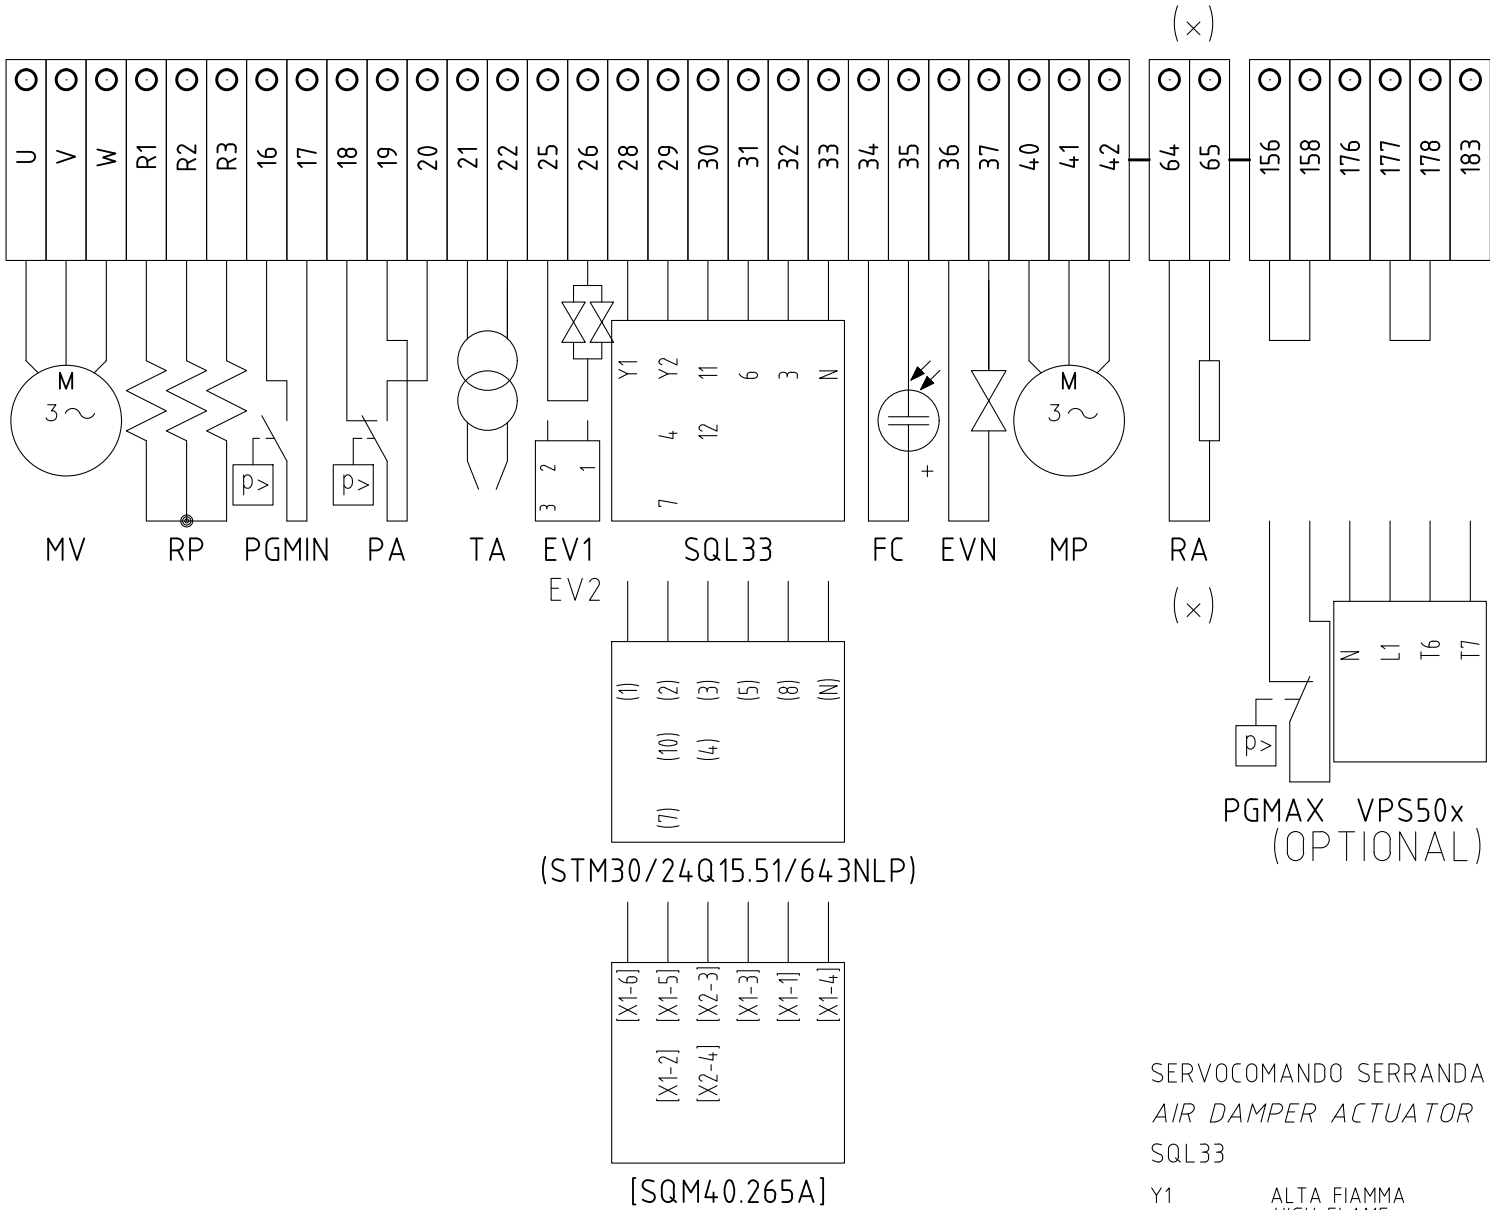 (x)
U V W R1 R2 R3 16 17 18 19 20 21 22 25 26 28 29 30 31 32 33 34 35 36 37 40 41 42 64 65 156 158 176 177 178 183
Y1 Y2 11 6 3 N
M M
3~ 3~
4 12
2 1
p> p> +
3 7
MV RP PGMIN PA TA EV1 SQL33 FC EVN MP RA
EV2
(x)
N L1 T6 T7
(1) (2) (3) (5) (8) (N)
(10) (4)
p>
(7)
PGMAX VPS50x
(OPTIONAL)
(STM30/24Q15.51/643NLP)
[X1-6] [X1-5] [X2-3] [X1-3] [X1-1] [X1-4]
[X1-2] [X2-4]
SERVOCOMANDO SERRANDA
AIR DAMPER ACTUATOR
SQL33
[SQM40.265A]
Y1 ALTA FIAMMA
HIGH FLAME